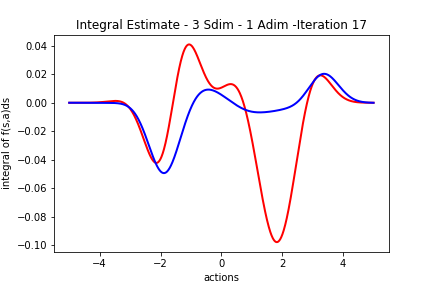 Integral Estimate - 3 Sdim - 1 Adim -Iteration 17
integral of f(s,a)ds
0.04
0.02
0.00
−0.02
−0.04
−0.06
−0.08
−0.10
−4 −2 0 2 4
actions